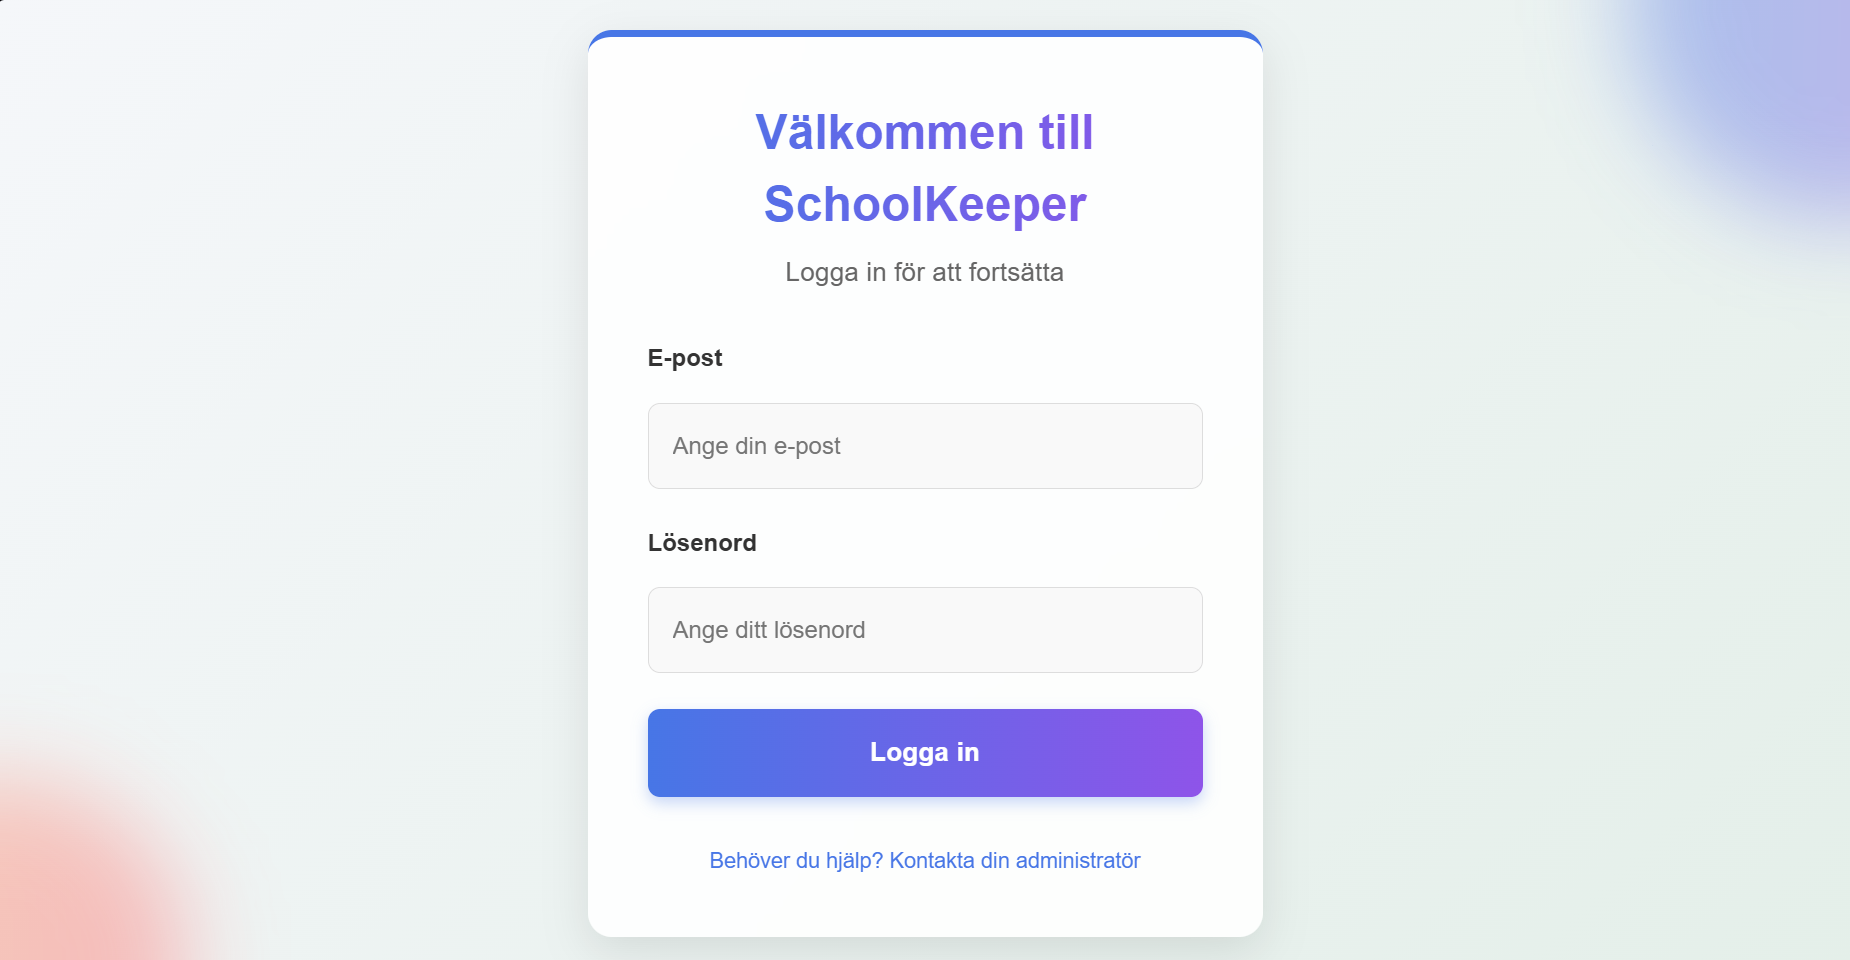 Välkommen till
SchoolKeeper
Logga in för att fortsätta
E-post
Ange din e-post
Lösenord
Ange ditt lösenord
Logga in
Behöver du hjälp? Kontakta din administratör